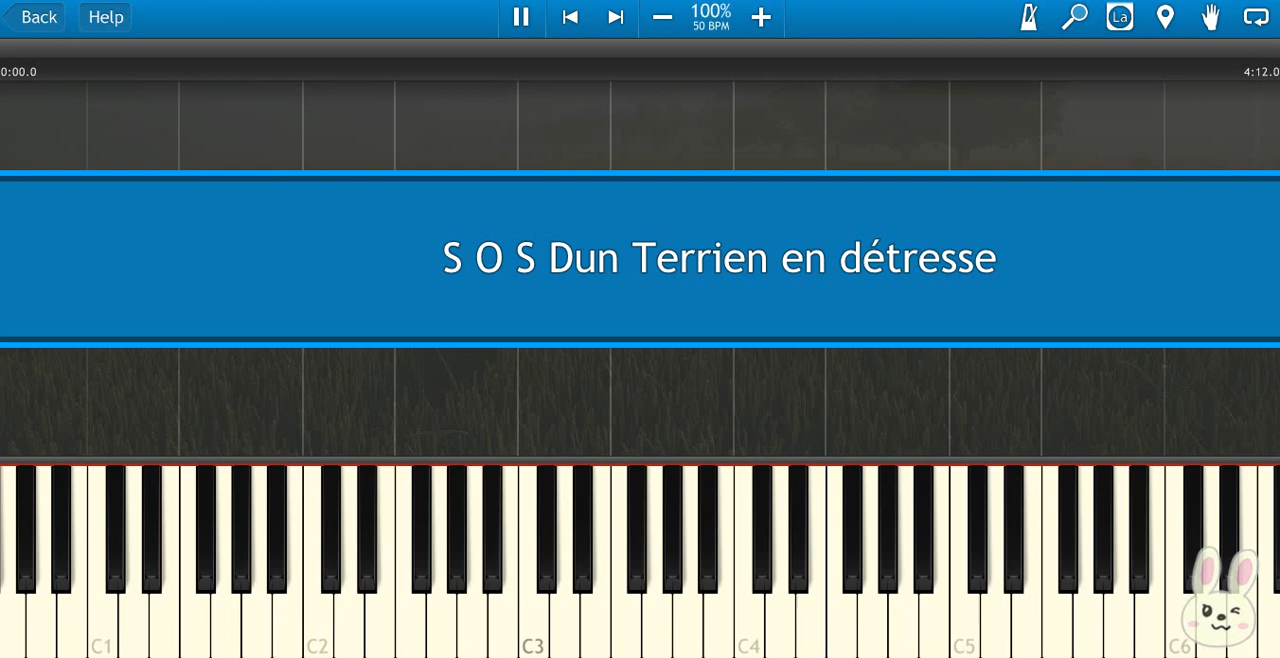 Back Help 100% La
50 BPM
0:00.0 4:12.0
S O S Dun Terrien en détresse
C1 C2 C3 C4 C5 C6